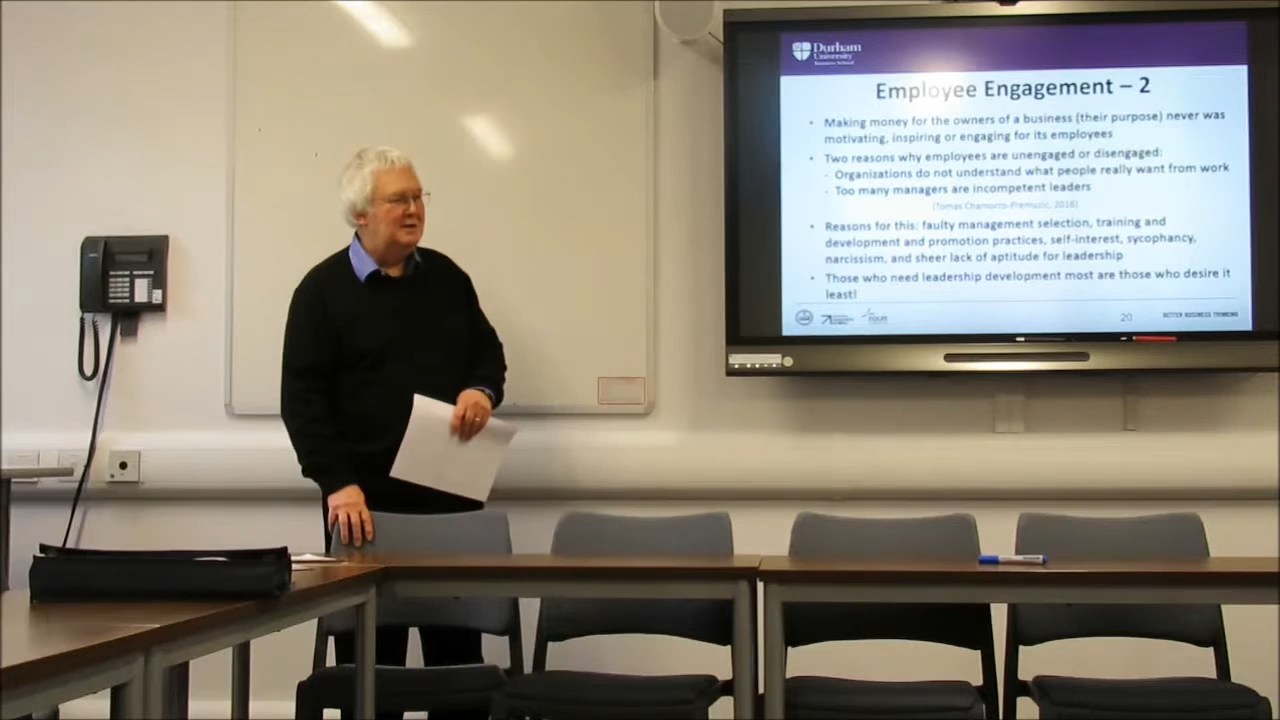 Durham
University
Business School
Employee Engagement – 2
• Making money for the owners of a business (their purpose) never was
motivating, inspiring or engaging for its employees
• Two reasons why employees are unengaged or disengaged:
- Organizations do not understand what people really want from work
- Too many managers are incompetent leaders
(Tomas Chamorro-Premuzic, 2016)
• Reasons for this: faulty management selection, training and
development and promotion practices, self-interest, sycophancy,
narcissism, and sheer lack of aptitude for leadership
• Those who need leadership development most are those who desire it
least!
20
BETTER BUSINESS THINKING